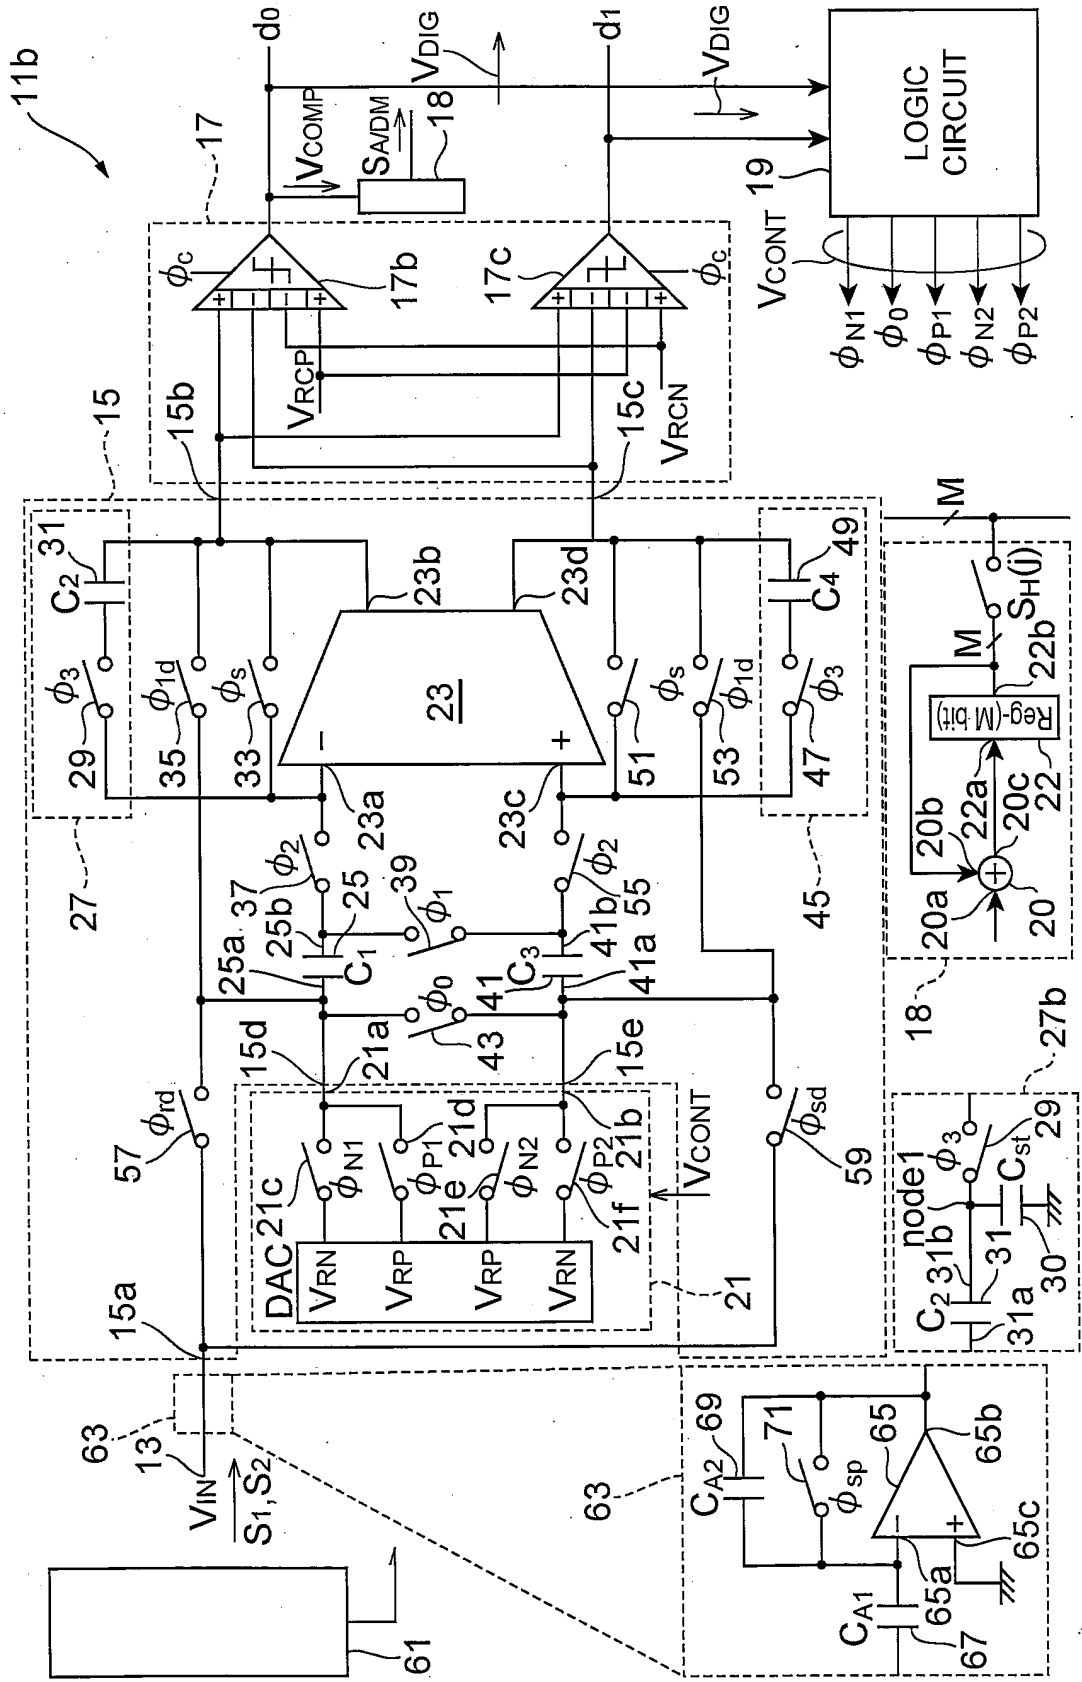 11b
d0
d1
VDIG
VDIG
17
VCOMP
SA/DM
18
LOGIC
CIRCUIT
19
VCONT
ϕN1
ϕ0
ϕP1
ϕN2
ϕP2
ϕc
17b
17c
ϕc
+
−
−
+
+
−
−
+
VRCP
VRCN
15
15b
15c
31
C2
ϕ3
29
27
ϕ1d
35
ϕs
33
23b
23d
23
−
+
23a
23c
51
ϕs
53
ϕ1d
47
ϕ3
49
C4
45
37
ϕ2
25b
25
25a
C1
39
ϕ1
ϕ2
55
41b
41
C3
41a
ϕ0
43
15d
21a
15e
21b
57
ϕrd
59
ϕsd
15a
DAC
21c
ϕN1
ϕP1
21d
21e
ϕN2
ϕP2
21f
VRN
VRP
VRP
VRN
21
VCONT
63
13
VIN
S1, S2
61
63
CA2
69
71
ϕsp
65
65b
−
+
65a
65c
CA1
67
27b
node1
ϕ3
29
Cst
30
31b
31
C2
31a
18
20a
20b
20c
20
+
22a
22
22b
Reg-(M bit)
M
M
SH(j)